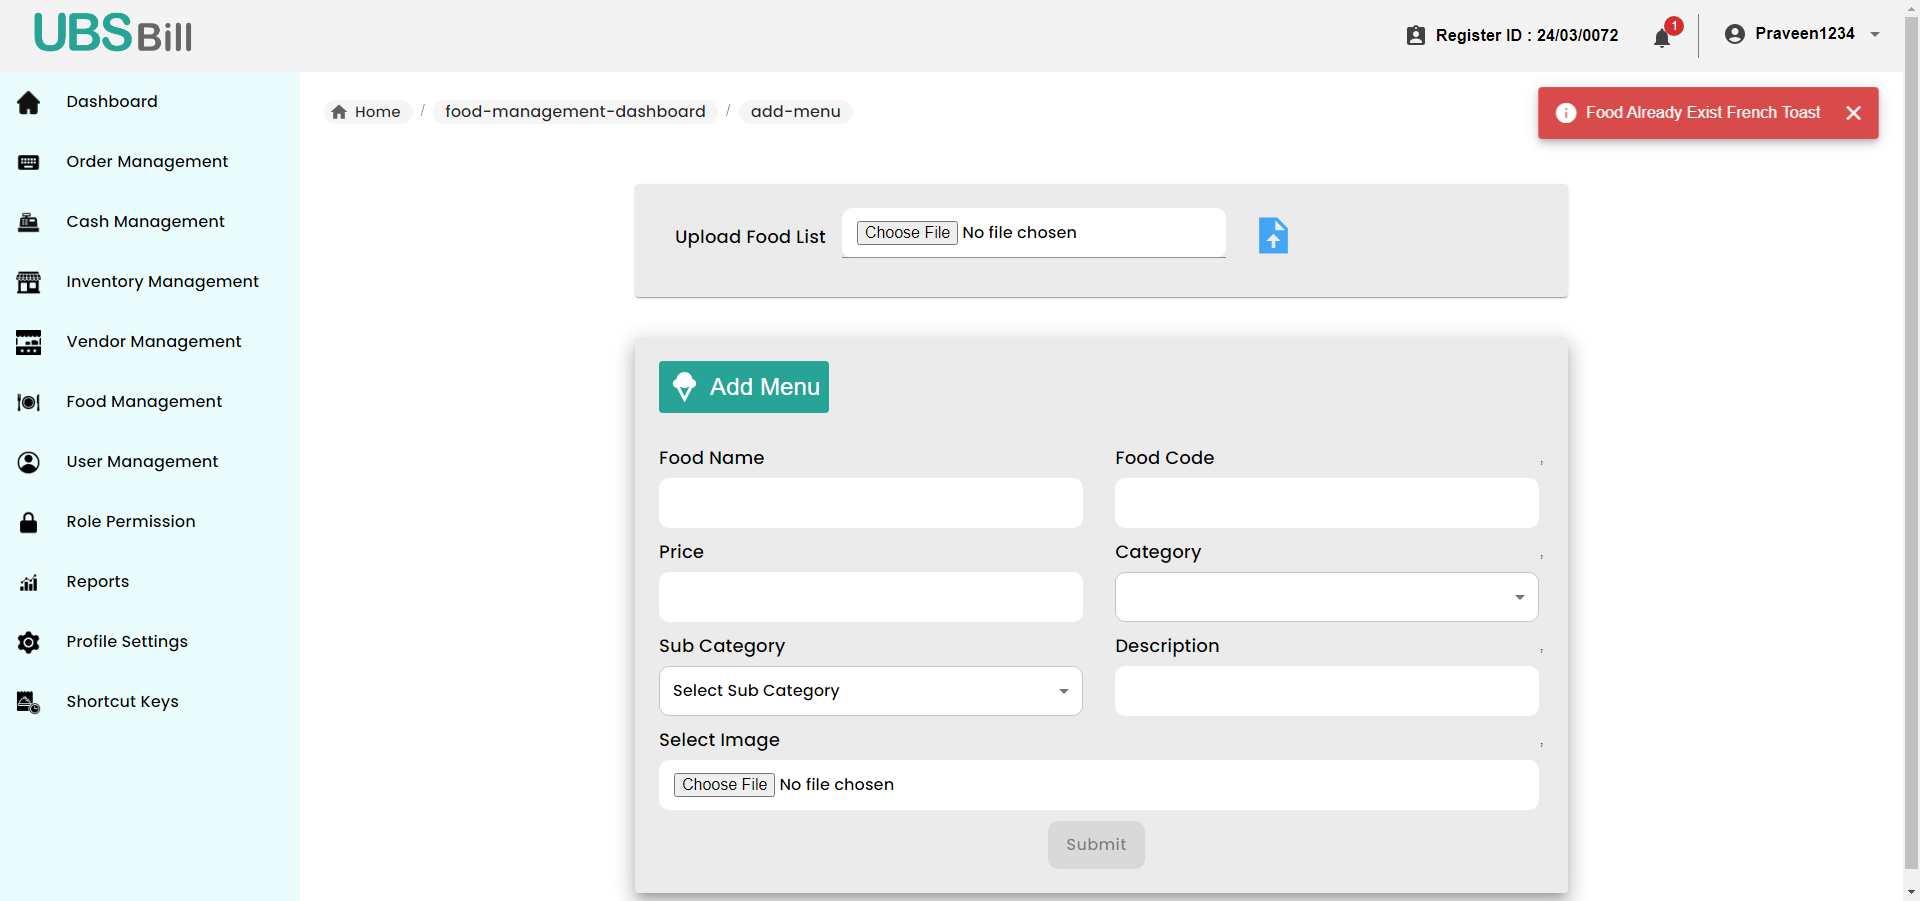 UBS Bill
Register ID : 24/03/0072
1
Praveen1234
Dashboard
Order Management
Cash Management
Inventory Management
Vendor Management
Food Management
User Management
Role Permission
Reports
Profile Settings
Shortcut Keys
Home / food-management-dashboard / add-menu
Food Already Exist French Toast
Upload Food List
Choose File No file chosen
Add Menu
Food Name
Food Code
,
Price
Category
,
Sub Category
Description
,
Select Sub Category
Select Image
,
Choose File No file chosen
Submit